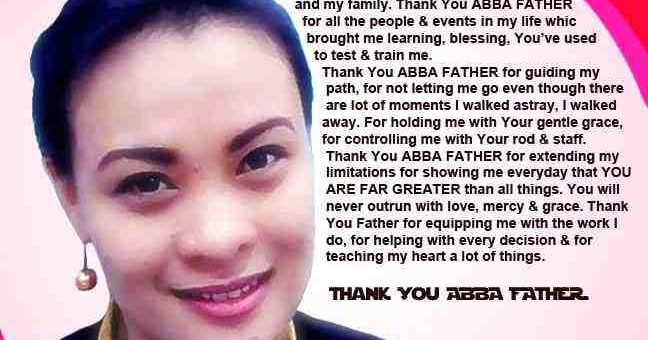 and my family. Thank You ABBA FATHER
for all the people & events in my life whic
brought me learning, blessing, You've used
to test & train me.
Thank You ABBA FATHER for guiding my
path, for not letting me go even though there
are lot of moments I walked astray, I walked
away. For holding me with Your gentle grace,
for controlling me with Your rod & staff.
Thank You ABBA FATHER for extending my
limitations for showing me everyday that YOU
ARE FAR GREATER than all things. You will
never outrun with love, mercy & grace. Thank
You Father for equipping me with the work I
do, for helping with every decision & for
teaching my heart a lot of things.
THANK YOU ABBA FATHER.